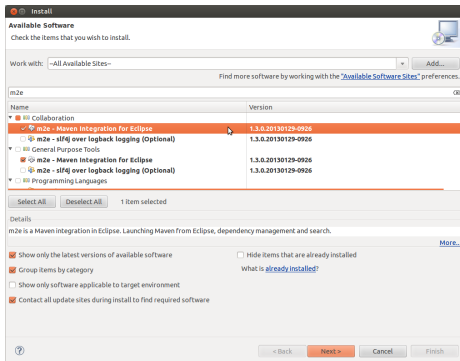 Install
Available Software
Check the items that you wish to install.
Work with: --All Available Sites-- Add...
Find more software by working with the "Available Software Sites" preferences.
m2e
Name Version
Collaboration
m2e - Maven Integration for Eclipse 1.3.0.20130129-0926
m2e - slf4j over logback logging (Optional) 1.3.0.20130129-0926
General Purpose Tools
m2e - Maven Integration for Eclipse 1.3.0.20130129-0926
m2e - slf4j over logback logging (Optional) 1.3.0.20130129-0926
Programming Languages
Select All Deselect All 1 item selected
Details
m2e is a Maven integration in Eclipse. Launching Maven from Eclipse, dependency management and search.
More...
Show only the latest versions of available software Hide items that are already installed
Group items by category What is already installed?
Show only software applicable to target environment
Contact all update sites during install to find required software
? < Back Next > Cancel Finish